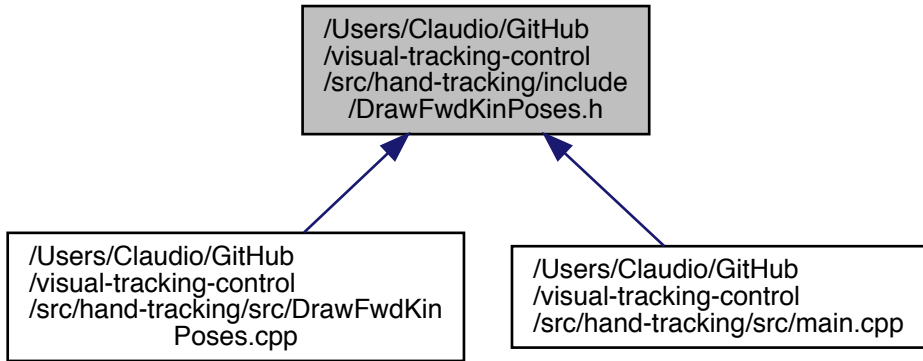 /Users/Claudio/GitHub
/visual-tracking-control
/src/hand-tracking/include
/DrawFwdKinPoses.h
/Users/Claudio/GitHub
/visual-tracking-control
/src/hand-tracking/src/DrawFwdKin
Poses.cpp
/Users/Claudio/GitHub
/visual-tracking-control
/src/hand-tracking/src/main.cpp